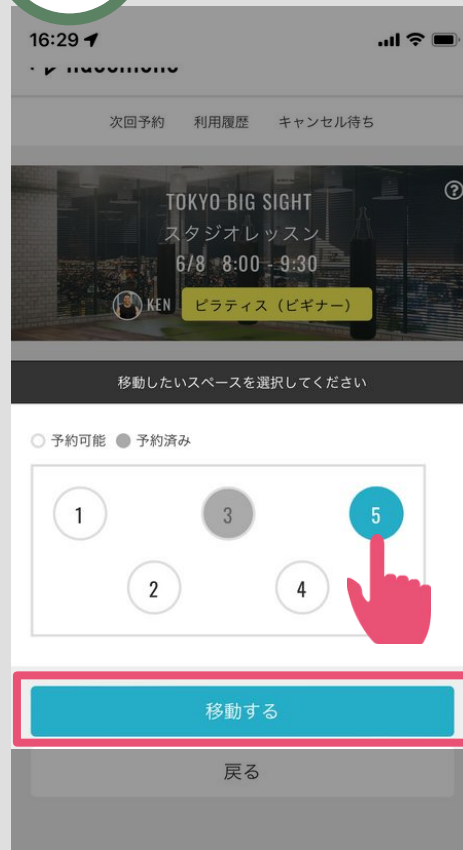 16:29
次回予約 利用履歴 キャンセル待ち
TOKYO BIG SIGHT
スタジオレッスン
6/8 8:00 - 9:30
KEN ピラティス（ビギナー）
移動したいスペースを選択してください
予約可能 予約済み
1 3 5
2 4
移動する
戻る